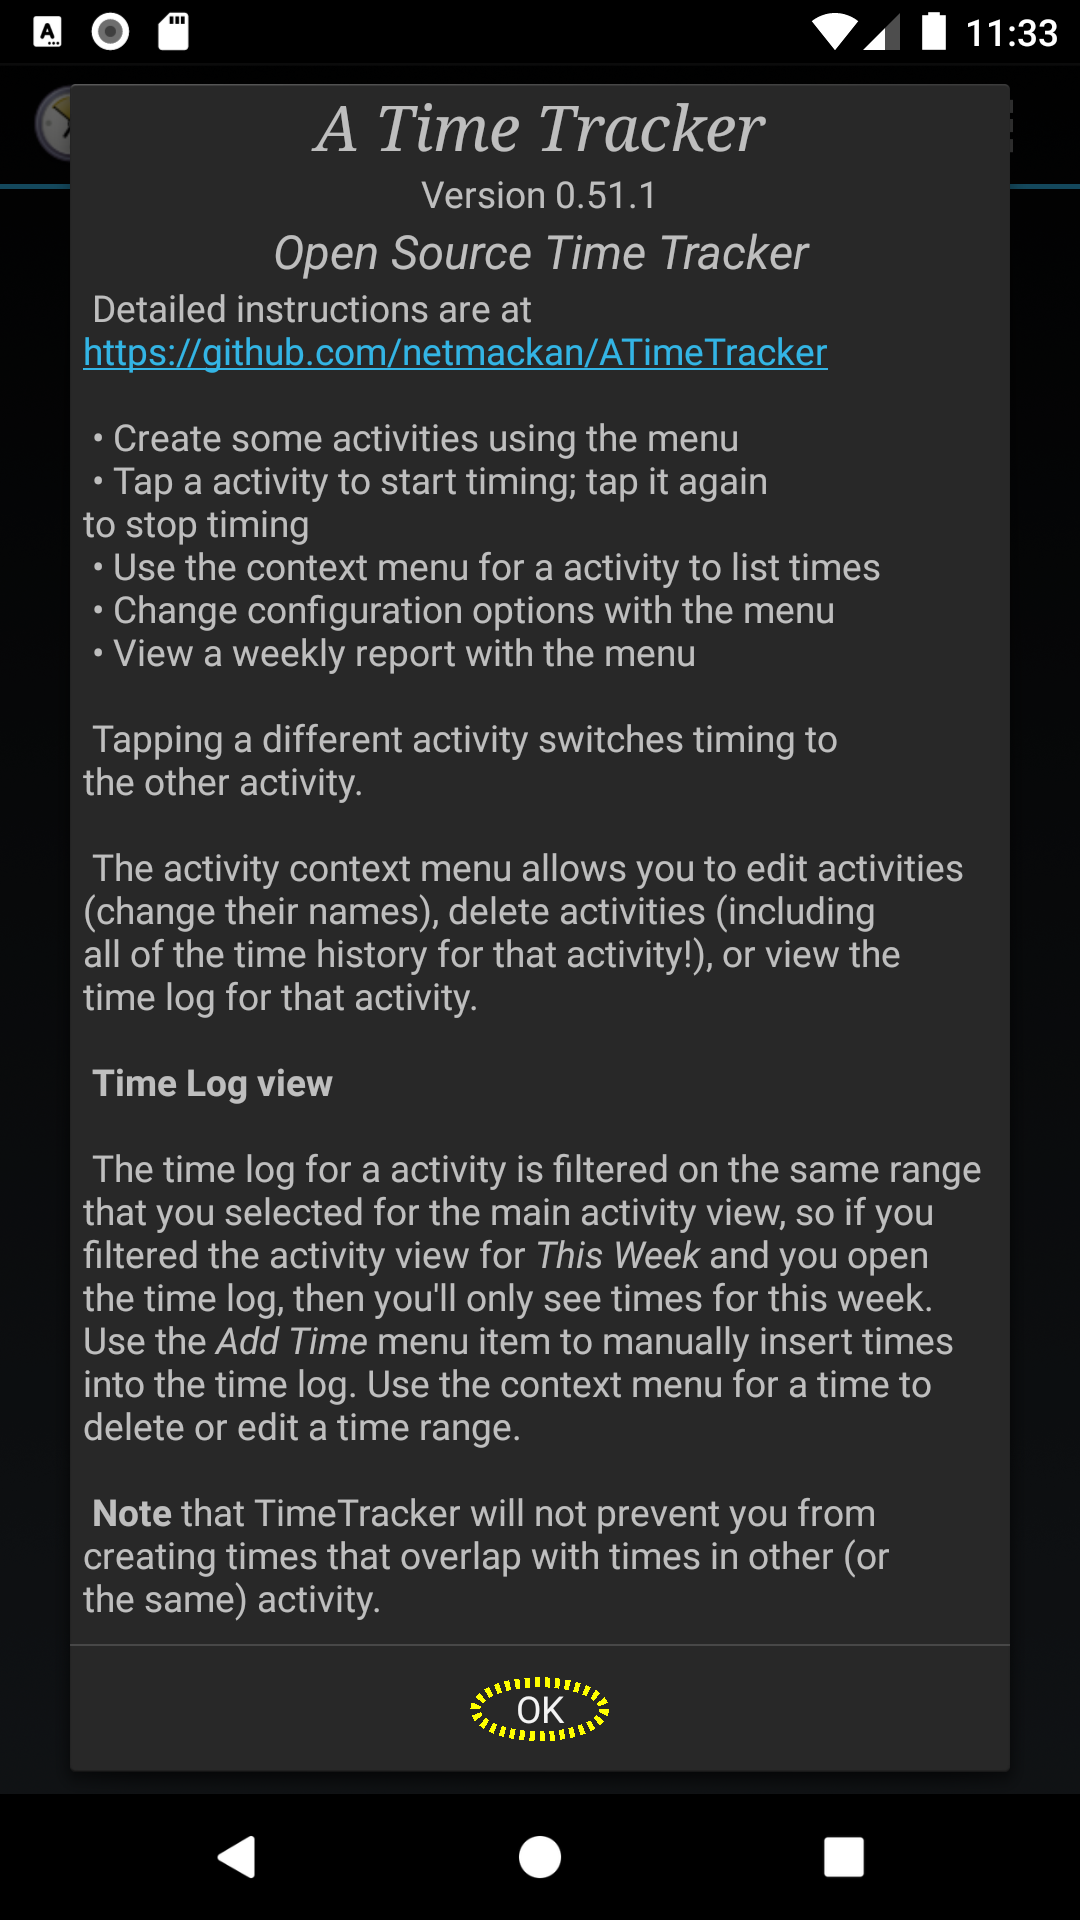 11:33
A Time Tracker
Version 0.51.1
Open Source Time Tracker
Detailed instructions are at
https://github.com/netmackan/ATimeTracker
• Create some activities using the menu
• Tap a activity to start timing; tap it again
to stop timing
• Use the context menu for a activity to list times
• Change configuration options with the menu
• View a weekly report with the menu
Tapping a different activity switches timing to
the other activity.
The activity context menu allows you to edit activities
(change their names), delete activities (including
all of the time history for that activity!), or view the
time log for that activity.
Time Log view
The time log for a activity is filtered on the same range
that you selected for the main activity view, so if you
filtered the activity view for This Week and you open
the time log, then you'll only see times for this week.
Use the Add Time menu item to manually insert times
into the time log. Use the context menu for a time to
delete or edit a time range.
Note that TimeTracker will not prevent you from
creating times that overlap with times in other (or
the same) activity.
OK